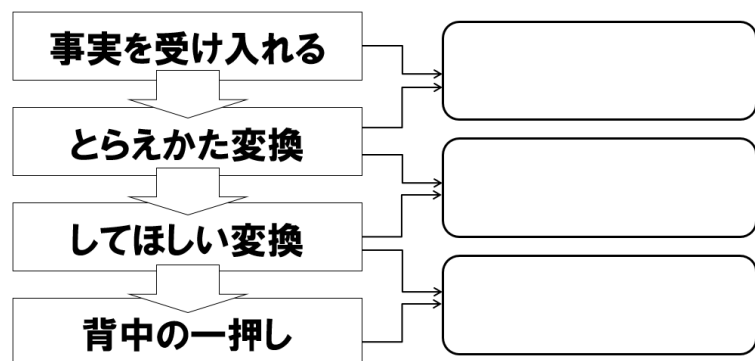 事実を受け入れる
とらえかた変換
してほしい変換
背中の一押し